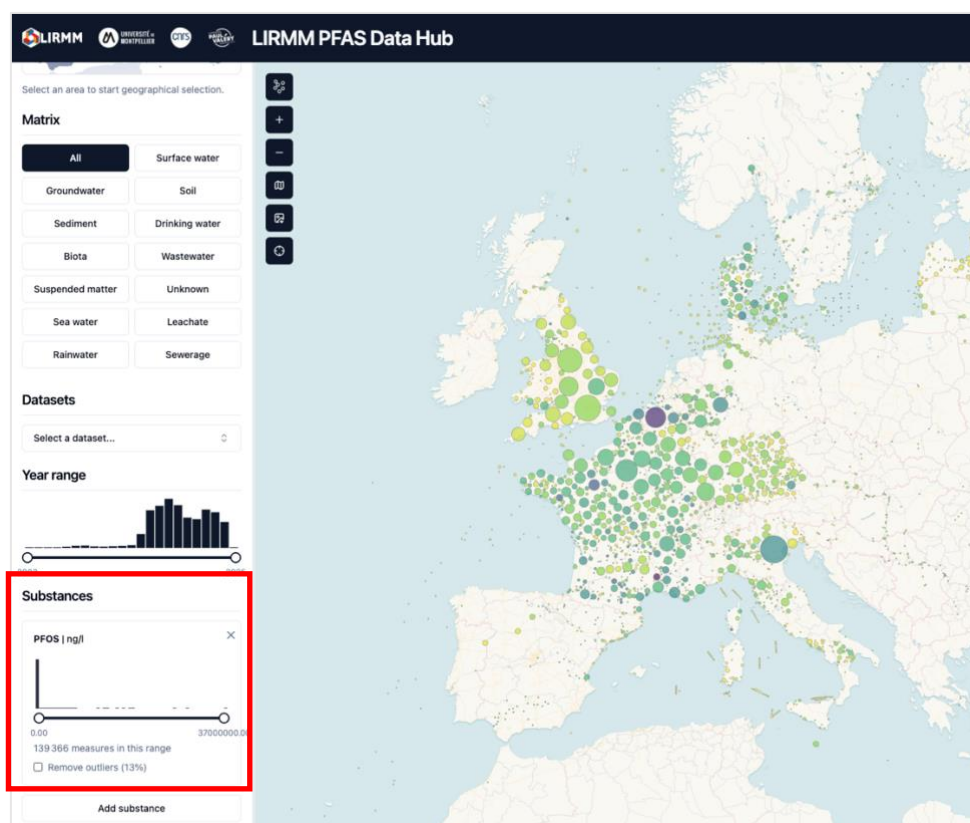 LIRMM
UNIVERSITÉ DE
MONTPELLIER
cnrs
LIRMM PFAS Data Hub
Select an area to start geographical selection.
Matrix
All
Surface water
Groundwater
Soil
Sediment
Drinking water
Biota
Wastewater
Suspended matter
Unknown
Sea water
Leachate
Rainwater
Sewerage
Datasets
Select a dataset...
Year range
Substances
PFOS | ng/l
0.00
37000000.00
139 366 measures in this range
Remove outliers (13%)
Add substance